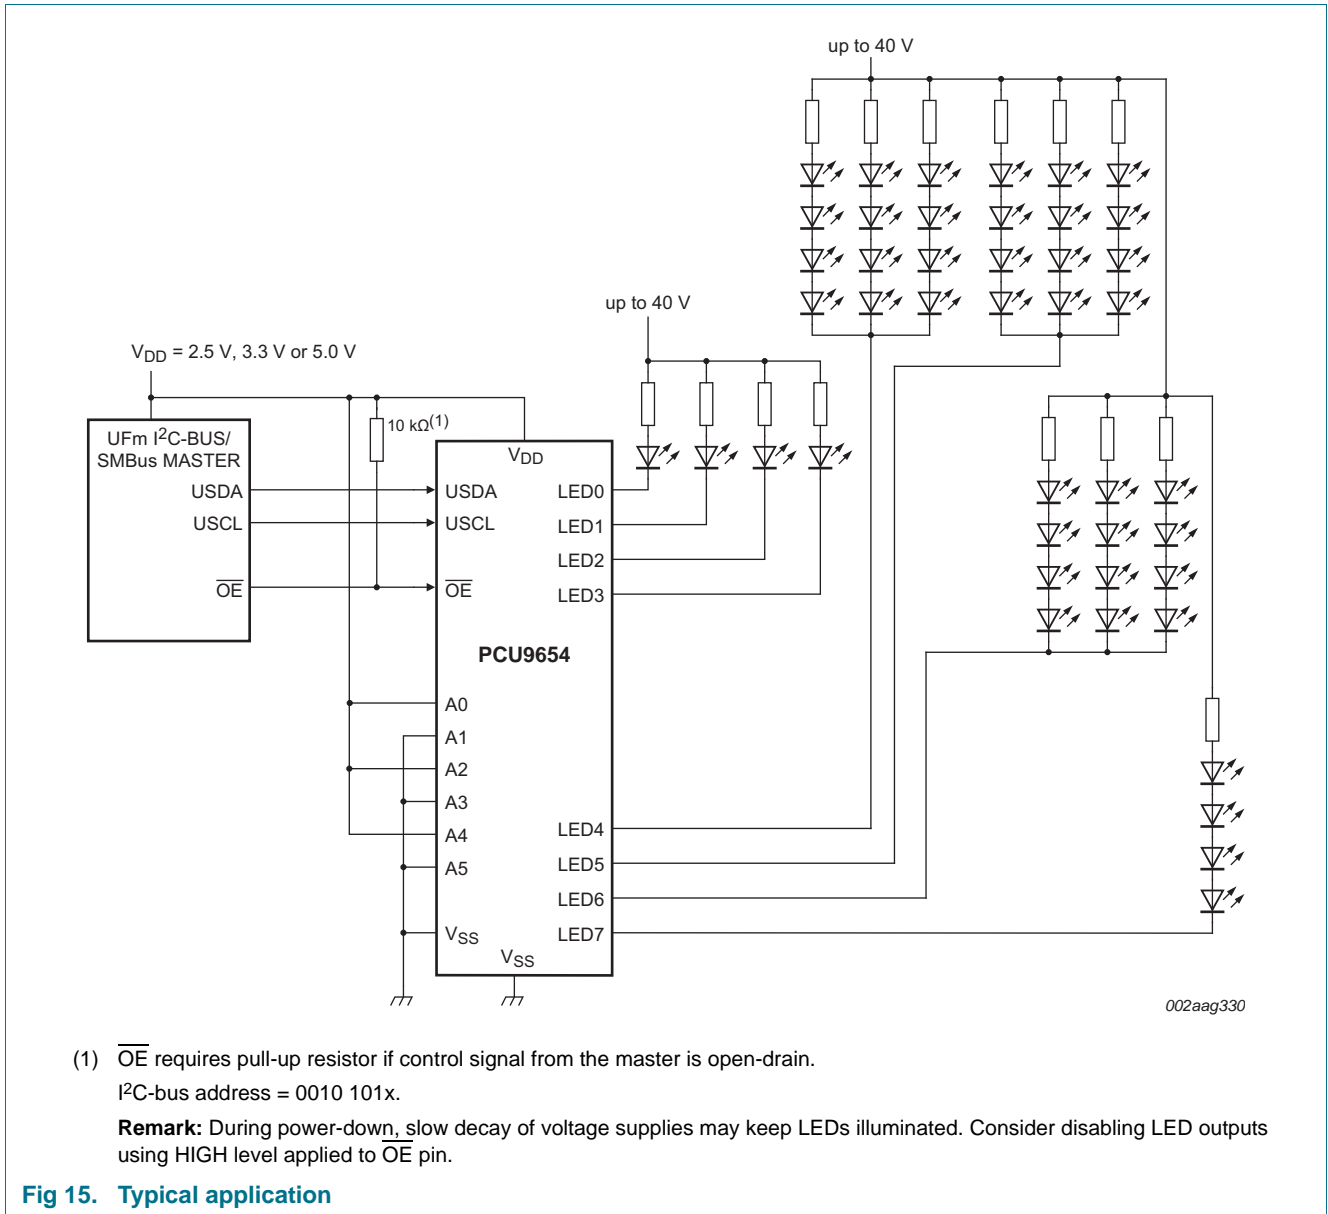 up to 40 V
up to 40 V
VDD = 2.5 V, 3.3 V or 5.0 V
10 kΩ(1)
UFm I2C-BUS/
SMBus MASTER
USDA
USCL
OE
VDD
USDA
USCL
OE
PCU9654
A0
A1
A2
A3
A4
A5
VSS
VSS
LED0
LED1
LED2
LED3
LED4
LED5
LED6
LED7
002aag330
(1) OE requires pull-up resistor if control signal from the master is open-drain.
I2C-bus address = 0010 101x.
Remark: During power-down, slow decay of voltage supplies may keep LEDs illuminated. Consider disabling LED outputs
using HIGH level applied to OE pin.
Fig 15. Typical application